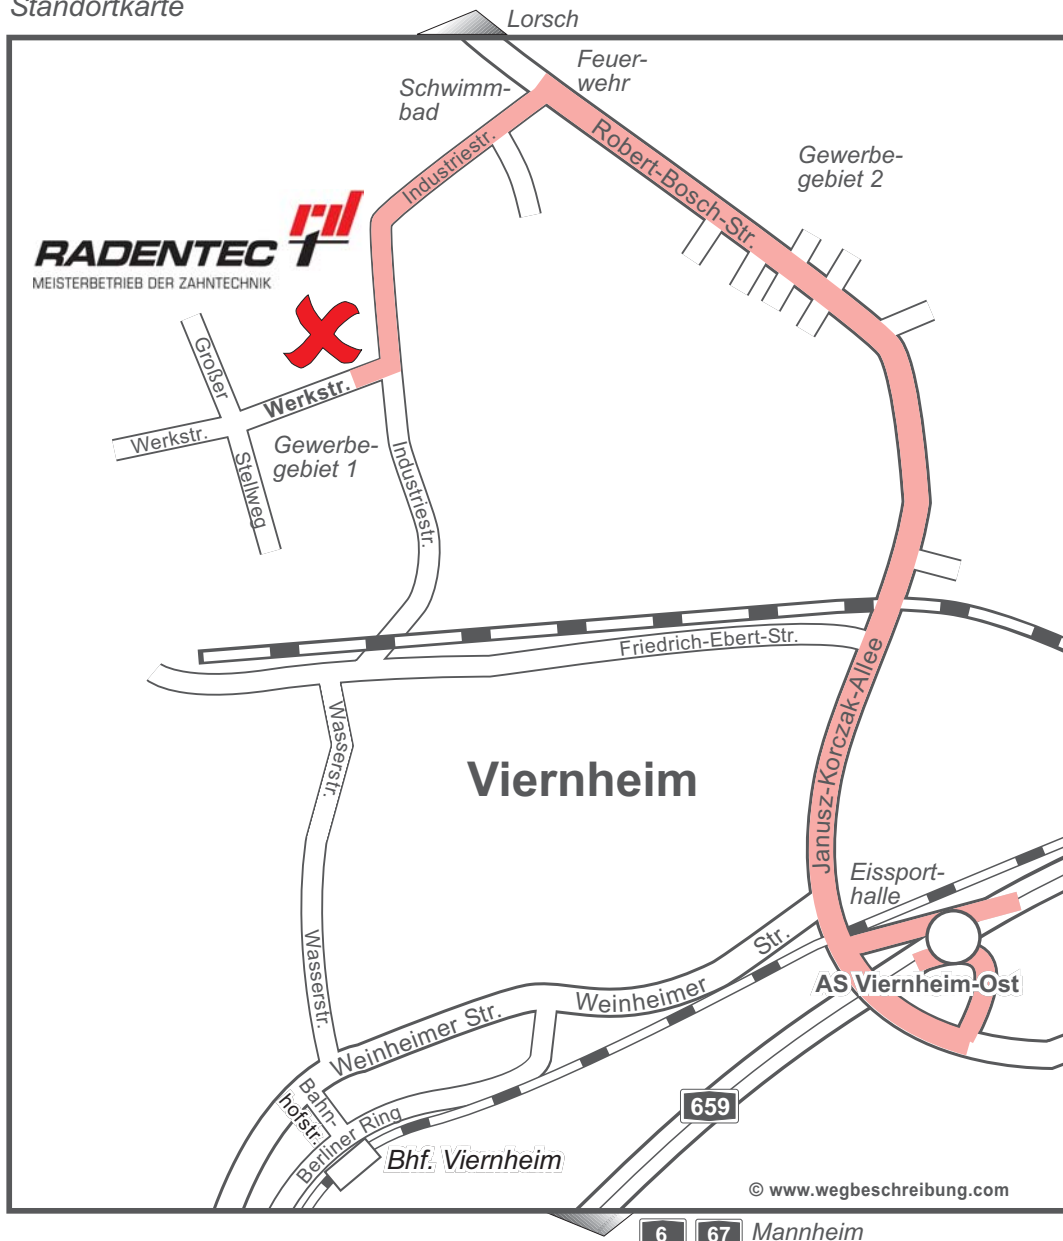 Standortkarte
Lorsch
Feuer-
wehr
Schwimm-
bad
Industriestr.
Robert-Bosch-Str.
Gewerbe-
gebiet 2
RADENTEC
MEISTERBETRIEB DER ZAHNTECHNIK
Großer
Werkstr.
Werkstr.
Stellweg
Gewerbe-
gebiet 1
Industriestr.
Friedrich-Ebert-Str.
Janusz-Korczak-Allee
Wasserstr.
Viernheim
Eissport-
halle
Wasserstr.
Weinheimer Str.
Weinheimer
Str.
AS Viernheim-Ost
Bahn-
hofstr.
Berliner Ring
659
Bhf. Viernheim
© www.wegbeschreibung.com
6 67 Mannheim